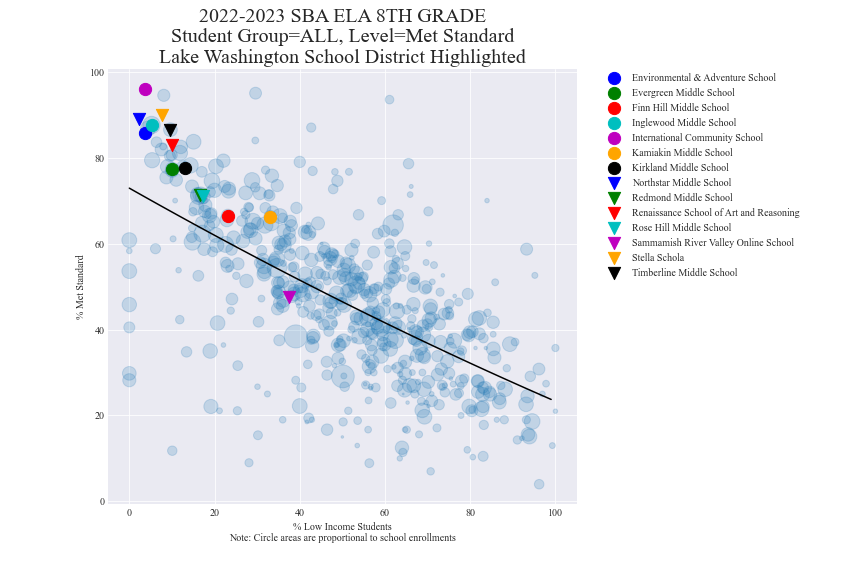 2022-2023 SBA ELA 8TH GRADE
Student Group=ALL, Level=Met Standard
Lake Washington School District Highlighted
100
80
60
40
20
0
% Met Standard
0 20 40 60 80 100
% Low Income Students
Note: Circle areas are proportional to school enrollments
Environmental & Adventure School
Evergreen Middle School
Finn Hill Middle School
Inglewood Middle School
International Community School
Kamiakin Middle School
Kirkland Middle School
Northstar Middle School
Redmond Middle School
Renaissance School of Art and Reasoning
Rose Hill Middle School
Sammamish River Valley Online School
Stella Schola
Timberline Middle School